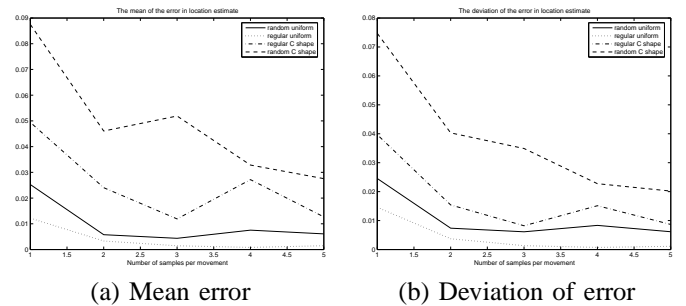 The mean of the error in location estimate
0.09
0.08
0.07
0.06
0.05
0.04
0.03
0.02
0.01
0
1 1.5 2 2.5 3 3.5 4 4.5 5
Number of samples per movement
random uniform
regular uniform
regular C shape
random C shape
(a) Mean error
The deviation of the error in location estimate
0.08
0.07
0.06
0.05
0.04
0.03
0.02
0.01
0
1 1.5 2 2.5 3 3.5 4 4.5 5
Number of samples per movement
random uniform
regular uniform
regular C shape
random C shape
(b) Deviation of error